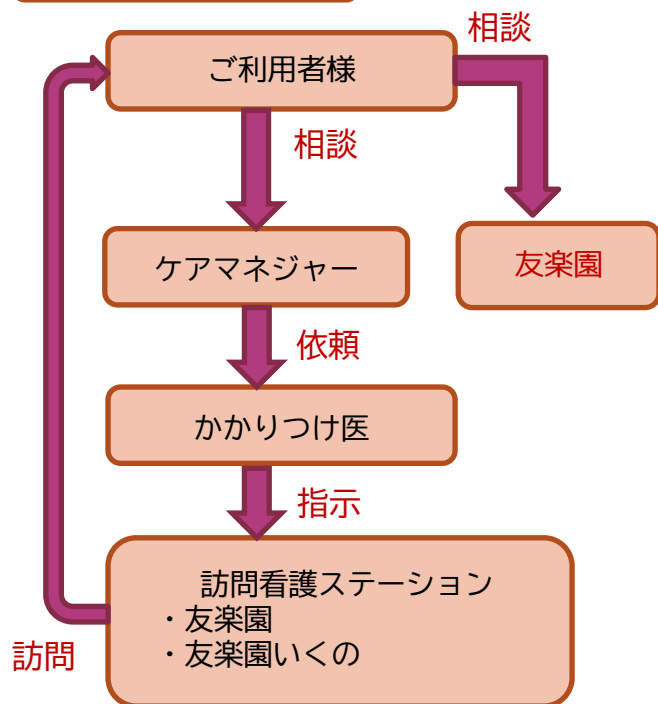 相談
ご利用者様
相談
ケアマネジャー
友楽園
依頼
かかりつけ医
指示
訪問看護ステーション
・友楽園
・友楽園いくの
訪問